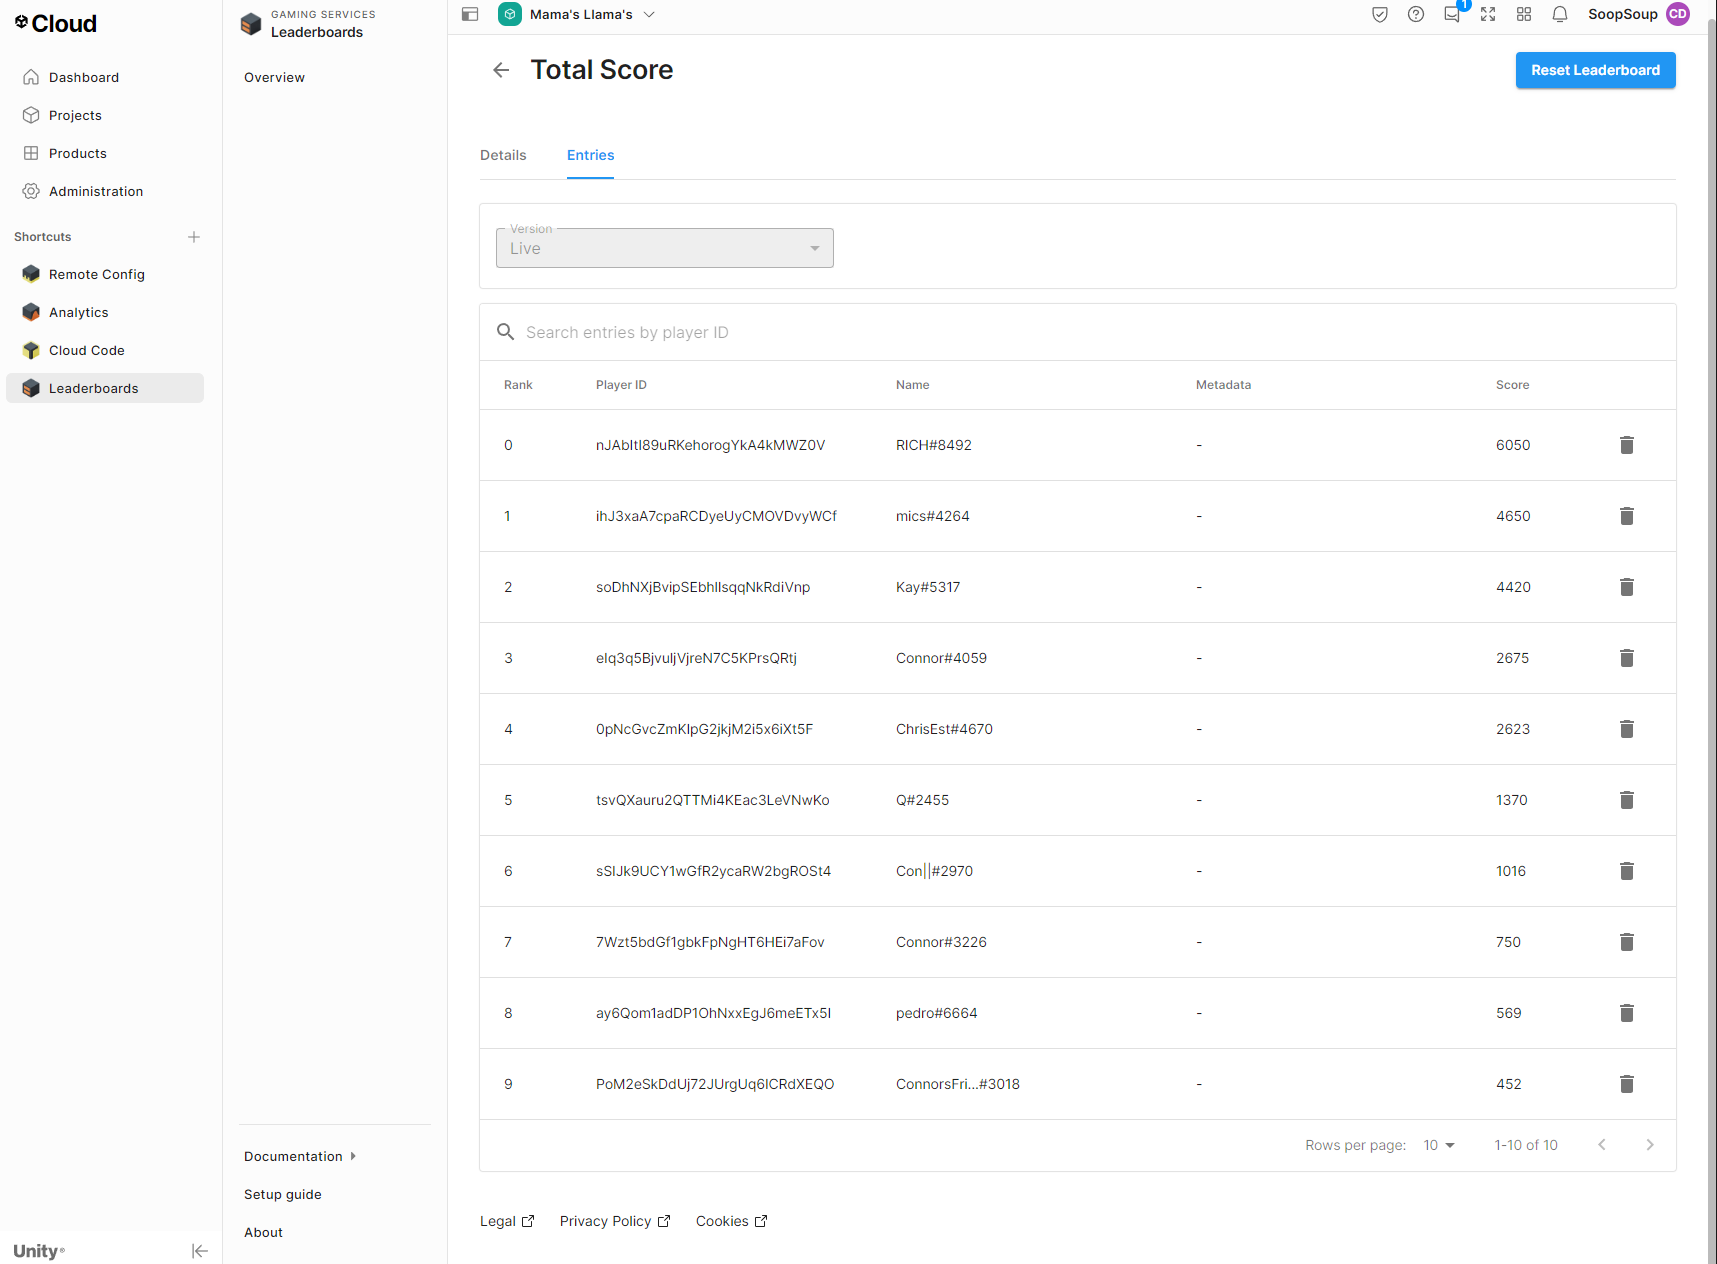 Cloud
Dashboard
Projects
Products
Administration
Shortcuts
Remote Config
Analytics
Cloud Code
Leaderboards
Unity®
GAMING SERVICES
Leaderboards
Overview
Documentation
Setup guide
About
Mama's Llama's
1
SoopSoup CD
Total Score
Reset Leaderboard
Details Entries
Version
Live
Search entries by player ID
Rank Player ID Name Metadata Score
0 nJAbItI89uRKehorogYkA4kMWZ0V RICH#8492 - 6050
1 ihJ3xaA7cpaRCDyeUyCMOVDvyWCf mics#4264 - 4650
2 soDhNXjBvipSEbhIIsqqNkRdiVnp Kay#5317 - 4420
3 eIq3q5BjvuIjVjreN7C5KPrsQRtj Connor#4059 - 2675
4 0pNcGvcZmKIpG2jkjM2i5x6iXt5F ChrisEst#4670 - 2623
5 tsvQXauru2QTTMi4KEac3LeVNwKo Q#2455 - 1370
6 sSIJk9UCY1wGfR2ycaRW2bgROSt4 Con||#2970 - 1016
7 7Wzt5bdGf1gbkFpNgHT6HEi7aFov Connor#3226 - 750
8 ay6Qom1adDP1OhNxxEgJ6meETx5I pedro#6664 - 569
9 PoM2eSkDdUj72JUrgUq6ICRdXEQO ConnorsFri...#3018 - 452
Rows per page: 10 1-10 of 10
Legal Privacy Policy Cookies